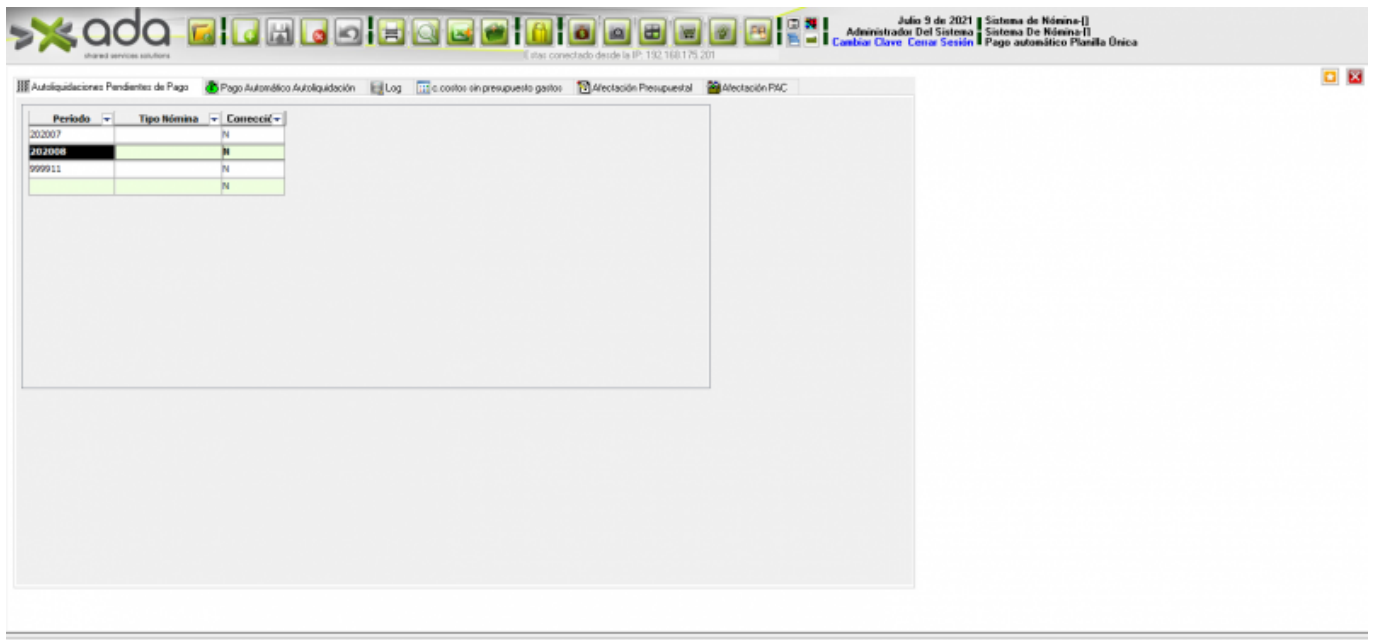 ada
shared services solutions
Estas conectado desde la IP: 192.168.175.201
Julio 9 de 2021
Administrador Del Sistema
Cambiar Clave Cerrar Sesión
Sistema de Nómina-[]
Sistema De Nómina-[]
Pago automático Planilla Única
Autoliquidaciones Pendientes de Pago
Pago Automático Autoliquidación
Log
c.costos sin presupuesto gastos
Afectación Presupuestal
Afectación PAC
Periodo Tipo Nómina Correcció
202007 N
202008 N
999911 N
N